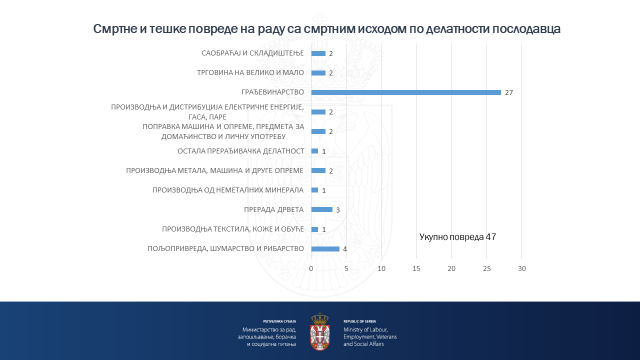 Смртне и тешке повреде на раду са смртним исходом по делатности послодавца
САОБРАЋАЈ И СКЛАДИШТЕЊЕ 2
ТРГОВИНА НА ВЕЛИКО И МАЛО 2
ГРАЂЕВИНАРСТВО 27
ПРОИЗВОДЊА И ДИСТРИБУЦИЈА ЕЛЕКТРИЧНЕ ЕНЕРГИЈЕ,
ГАСА, ПАРЕ 2
ПОПРАВКА МАШИНА И ОПРЕМЕ, ПРЕДМЕТА ЗА
ДОМАЋИНСТВО И ЛИЧНУ УПОТРЕБУ 2
ОСТАЛА ПРЕРАЂИВАЧКА ДЕЛАТНОСТ 1
ПРОИЗВОДЊА МЕТАЛА, МАШИНА И ДРУГЕ ОПРЕМЕ 2
ПРОИЗВОДЊА ОД НЕМЕТАЛНИХ МИНЕРАЛА 1
ПРЕРАДА ДРВЕТА 3
ПРОИЗВОДЊА ТЕКСТИЛА, КОЖЕ И ОБУЋЕ 1
Укупно повреда 47
ПОЉОПРИВРЕДА, ШУМАРСТВО И РИБАРСТВО 4
0 5 10 15 20 25 30
РЕПУБЛИКА СРБИЈА
Министарство за рад,
запошљавање, борачка
и социјална питања
REPUBLIC OF SERBIA
Ministry of Labour,
Employment, Veterans
and Social Affairs